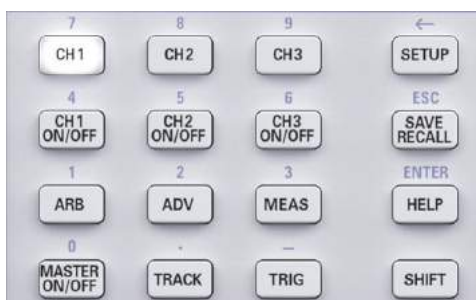 7 8 9 ←
CH1 CH2 CH3 SETUP
4 5 6 ESC
CH1 ON/OFF CH2 ON/OFF CH3 ON/OFF SAVE RECALL
1 2 3 ENTER
ARB ADV MEAS HELP
0 . –
MASTER ON/OFF TRACK TRIG SHIFT